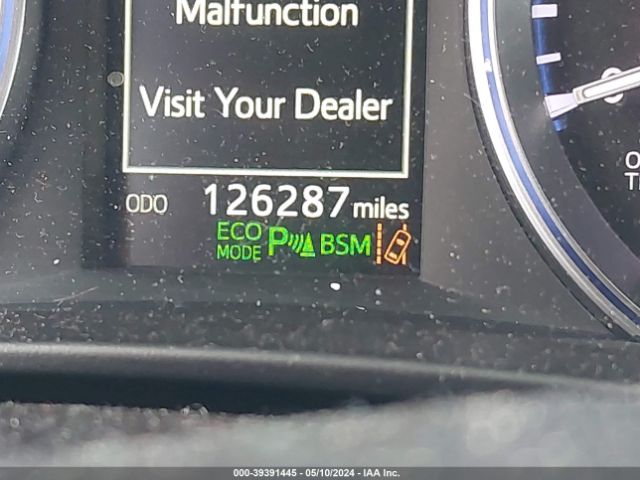 Malfunction
Visit Your Dealer
ODO 126287 miles
ECO MODE P BSM
000-39391445 - 05/10/2024 - IAA Inc.